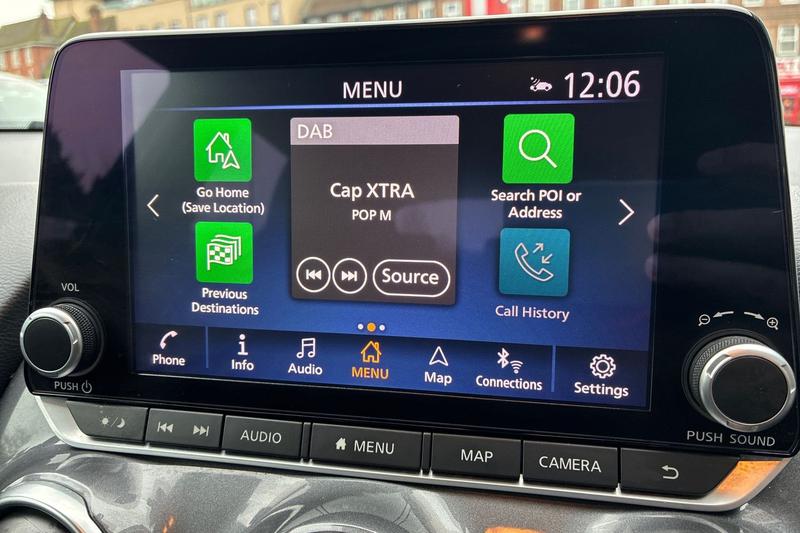 MENU
12:06
DAB
Go Home
(Save Location)
Cap XTRA
POP M
Search POI or
Address
Source
Previous
Destinations
Call History
Phone
Info
Audio
MENU
Map
Connections
Settings
VOL
PUSH
PUSH SOUND
AUDIO
MENU
MAP
CAMERA